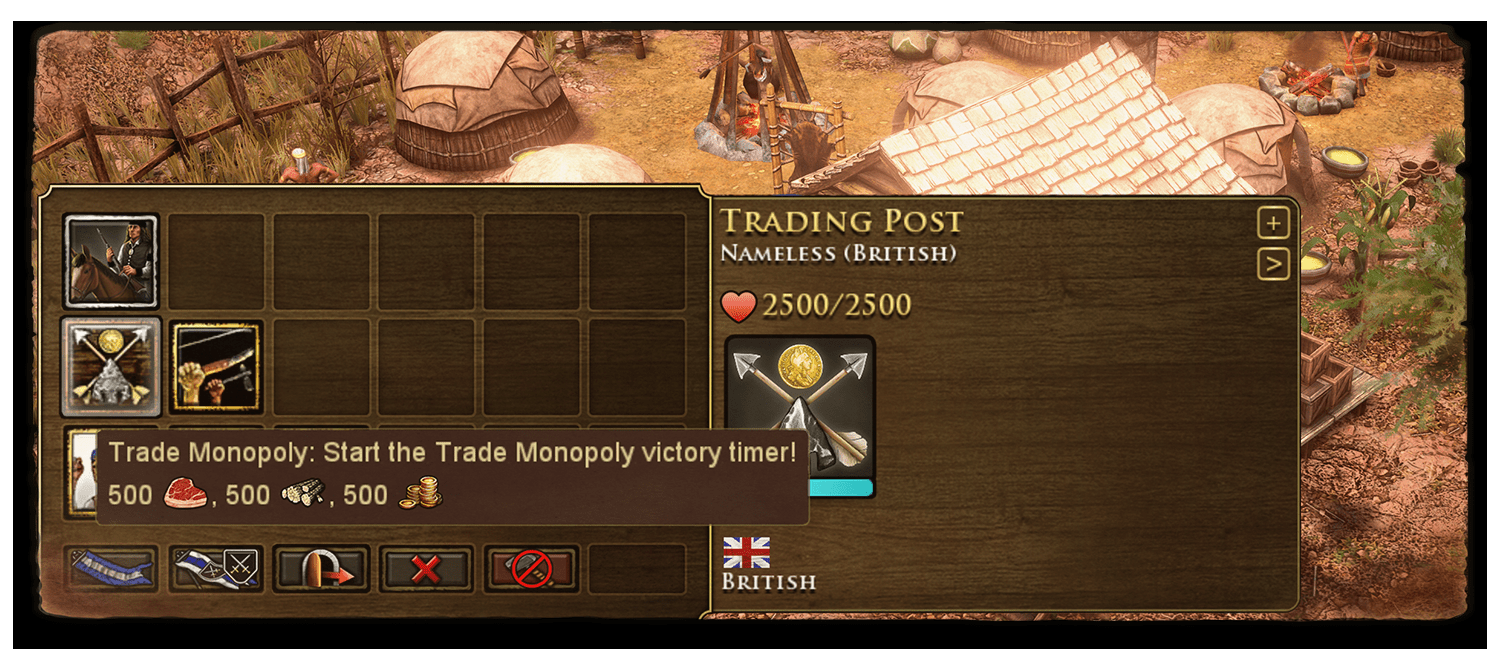 TRADING POST
NAMELESS (BRITISH)
2500/2500
Trade Monopoly: Start the Trade Monopoly victory timer!
500 , 500 , 500
BRITISH
+
>